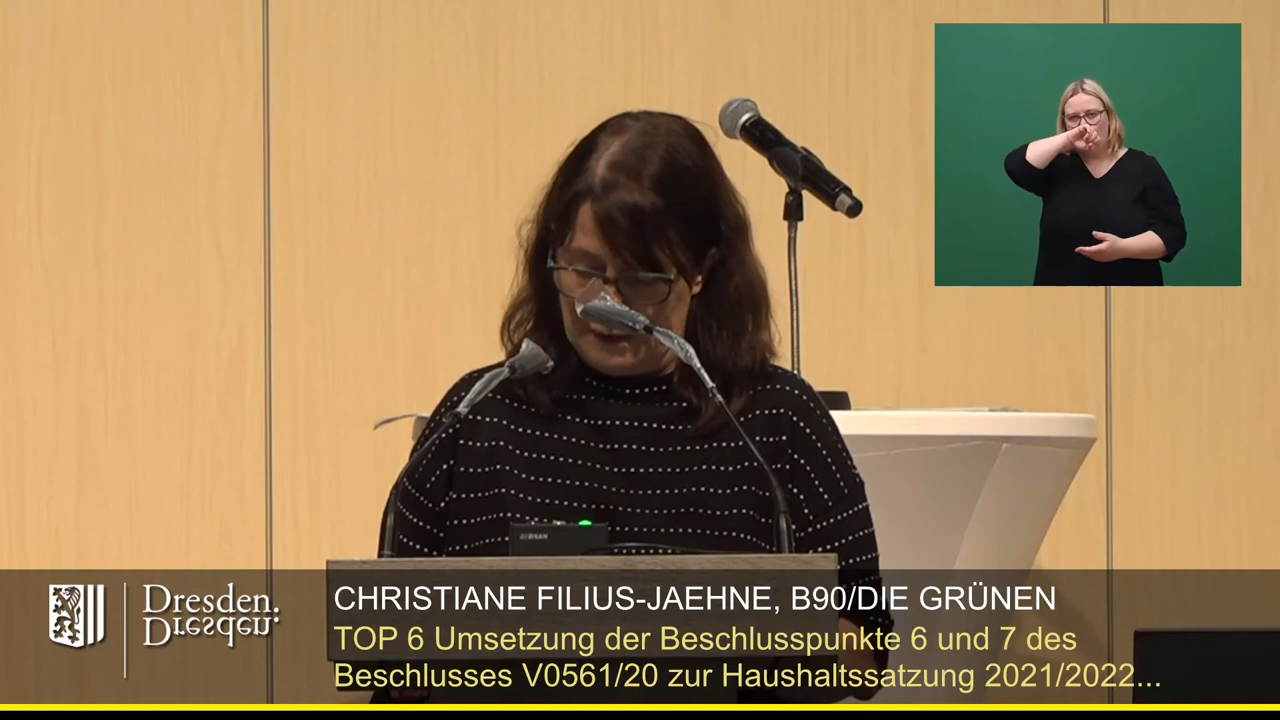 CHRISTIANE FILIUS-JAEHNE, B90/DIE GRÜNEN
Dresden.
Dresden.
TOP 6 Umsetzung der Beschlusspunkte 6 und 7 des
Beschlusses V0561/20 zur Haushaltssatzung 2021/2022...